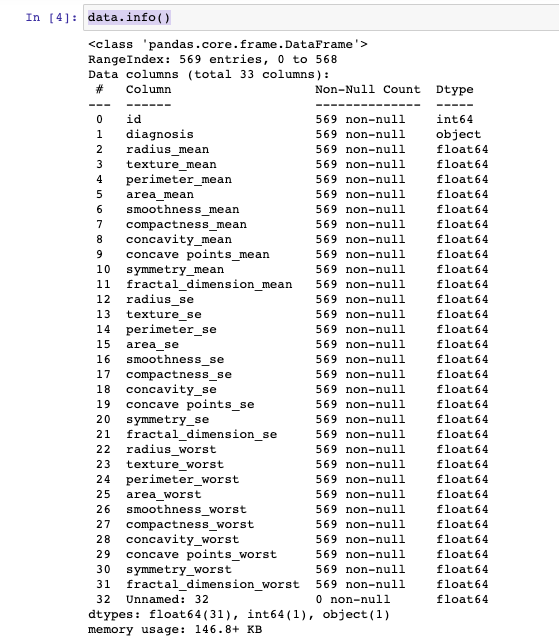 In [4]: data.info()
<class 'pandas.core.frame.DataFrame'>
RangeIndex: 569 entries, 0 to 568
Data columns (total 33 columns):
 #   Column                   Non-Null Count  Dtype
---  ------                   --------------  -----
 0   id                       569 non-null    int64
 1   diagnosis                569 non-null    object
 2   radius_mean              569 non-null    float64
 3   texture_mean             569 non-null    float64
 4   perimeter_mean           569 non-null    float64
 5   area_mean                569 non-null    float64
 6   smoothness_mean          569 non-null    float64
 7   compactness_mean         569 non-null    float64
 8   concavity_mean           569 non-null    float64
 9   concave points_mean      569 non-null    float64
 10  symmetry_mean            569 non-null    float64
 11  fractal_dimension_mean   569 non-null    float64
 12  radius_se                569 non-null    float64
 13  texture_se               569 non-null    float64
 14  perimeter_se             569 non-null    float64
 15  area_se                  569 non-null    float64
 16  smoothness_se            569 non-null    float64
 17  compactness_se           569 non-null    float64
 18  concavity_se             569 non-null    float64
 19  concave points_se        569 non-null    float64
 20  symmetry_se              569 non-null    float64
 21  fractal_dimension_se     569 non-null    float64
 22  radius_worst             569 non-null    float64
 23  texture_worst            569 non-null    float64
 24  perimeter_worst          569 non-null    float64
 25  area_worst               569 non-null    float64
 26  smoothness_worst         569 non-null    float64
 27  compactness_worst        569 non-null    float64
 28  concavity_worst          569 non-null    float64
 29  concave points_worst     569 non-null    float64
 30  symmetry_worst           569 non-null    float64
 31  fractal_dimension_worst  569 non-null    float64
 32  Unnamed: 32              0 non-null      float64
dtypes: float64(31), int64(1), object(1)
memory usage: 146.8+ KB